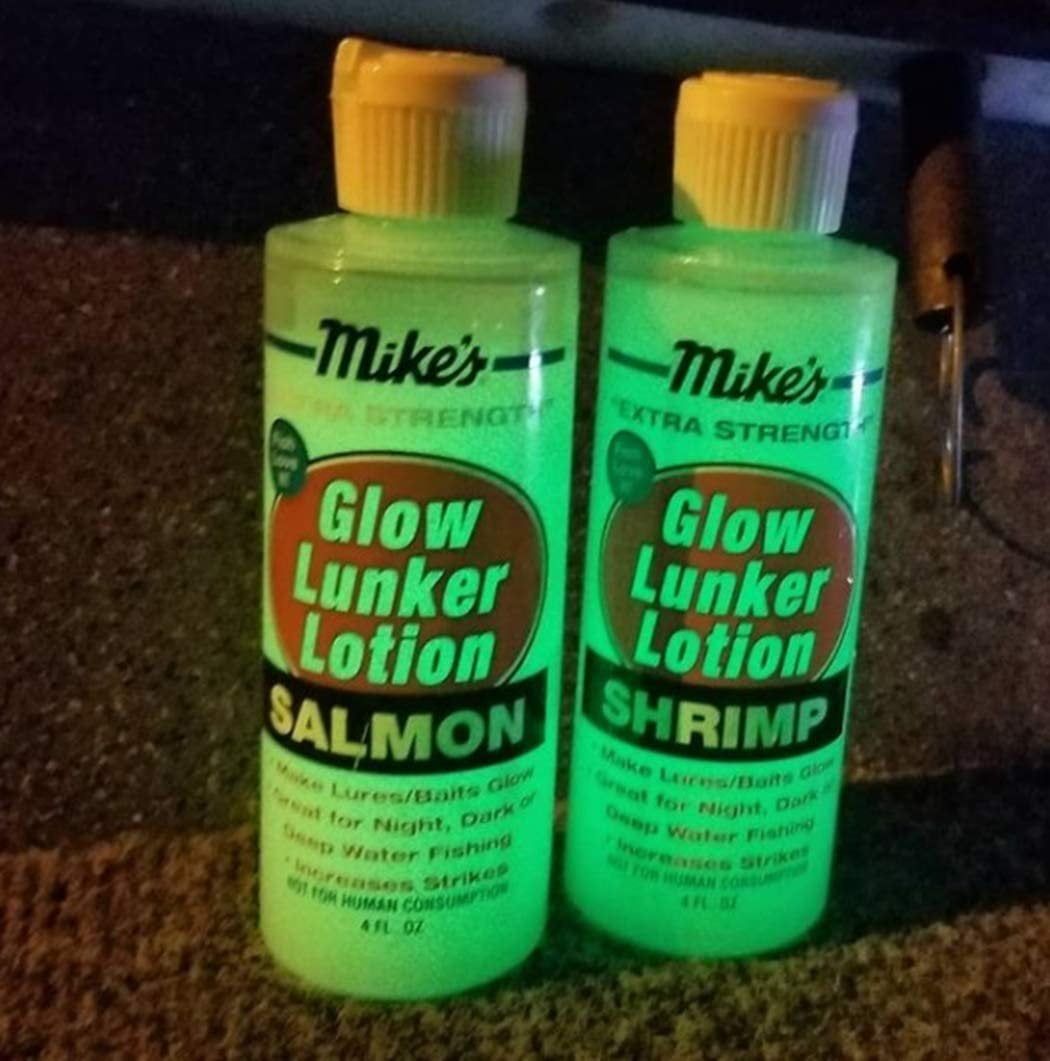 Mike's
EXTRA STRENGTH
Glow
Lunker
Lotion
SALMON
Make Lures/Baits Glow
Great for Night, Dark or
Deep Water Fishing
· Increases Strikes
NOT FOR HUMAN CONSUMPTION
4 FL. OZ
Mike's
"EXTRA STRENGTH"
Glow
Lunker
Lotion
SHRIMP
· Make Lures/Baits Glow
Great for Night, Dark or
Deep Water Fishing
· Increases Strikes
NOT FOR HUMAN CONSUMPTION
4 FL. OZ